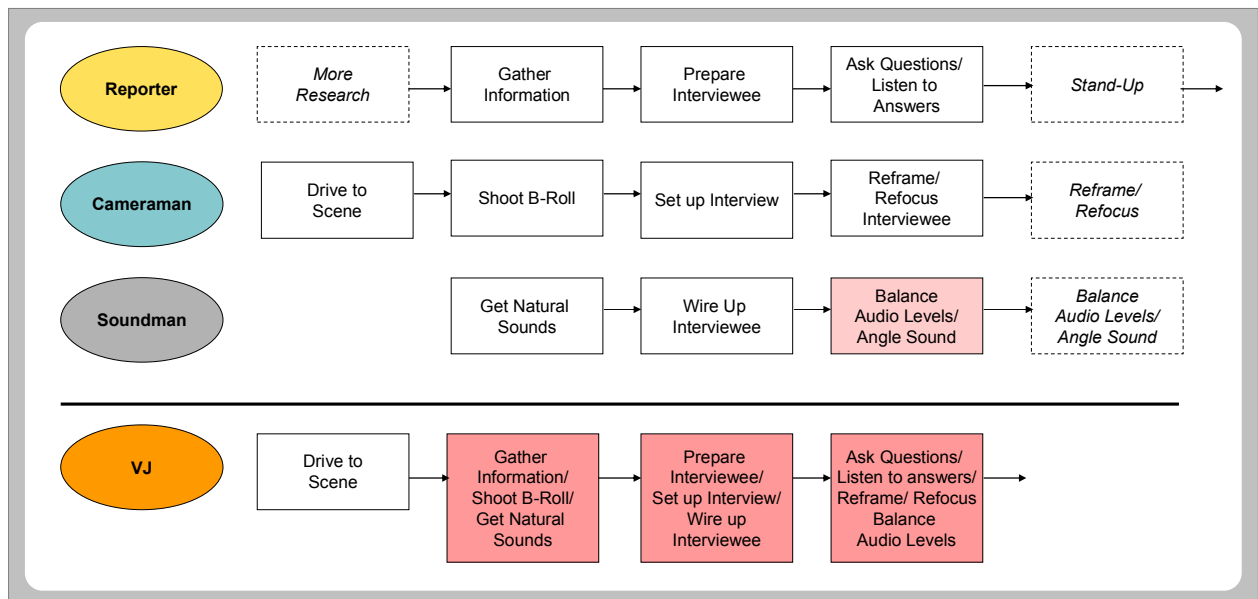 Reporter
More
Research
Gather
Information
Prepare
Interviewee
Ask Questions/
Listen to
Answers
Stand-Up
Cameraman
Drive to
Scene
Shoot B-Roll
Set up Interview
Reframe/
Refocus
Interviewee
Reframe/
Refocus
Soundman
Get Natural
Sounds
Wire Up
Interviewee
Balance
Audio Levels/
Angle Sound
Balance
Audio Levels/
Angle Sound
VJ
Drive to
Scene
Gather
Information/
Shoot B-Roll/
Get Natural
Sounds
Prepare
Interviewee/
Set up Interview/
Wire up
Interviewee
Ask Questions/
Listen to answers/
Reframe/ Refocus
Balance
Audio Levels